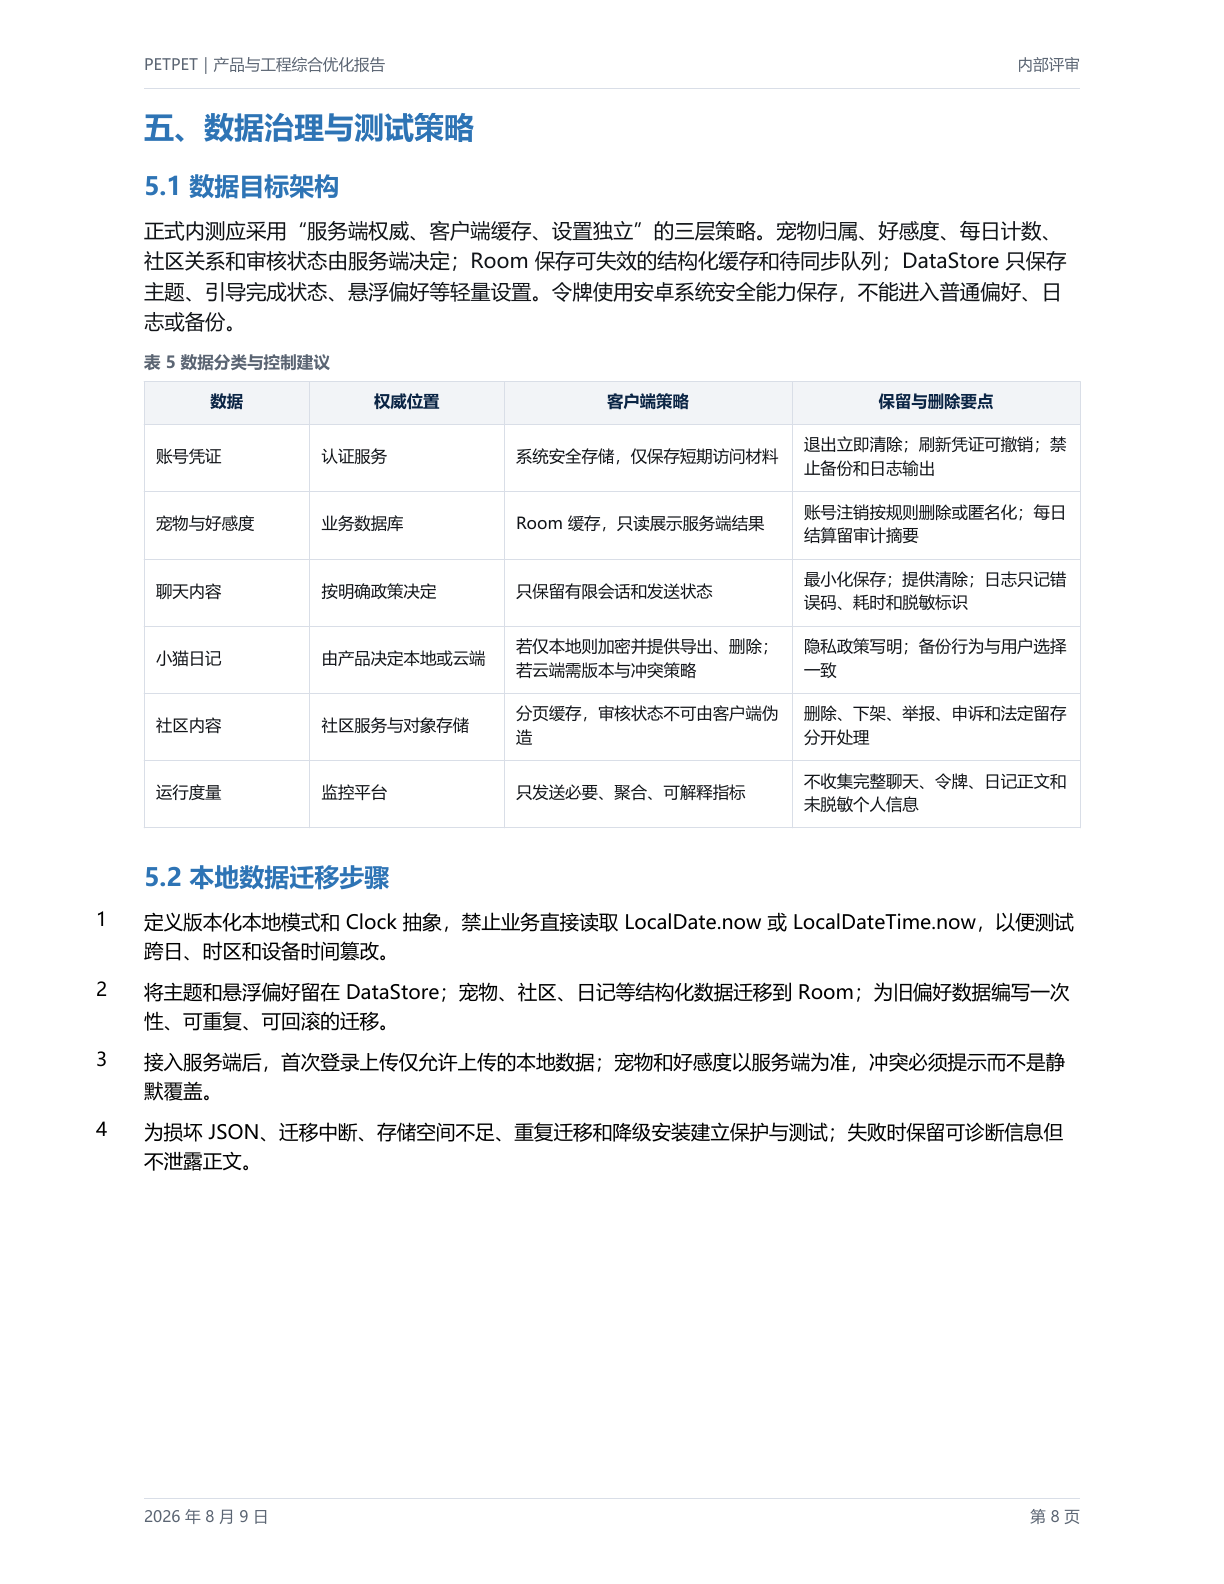 PETPET | 产品与工程综合优化报告
内部评审
五、数据治理与测试策略
5.1 数据目标架构
正式内测应采用“服务端权威、客户端缓存、设置独立”的三层策略。宠物归属、好感度、每日计数、
社区关系和审核状态由服务端决定；Room 保存可失效的结构化缓存和待同步队列；DataStore 只保存
主题、引导完成状态、悬浮偏好等轻量设置。令牌使用安卓系统安全能力保存，不能进入普通偏好、日
志或备份。
表 5 数据分类与控制建议
数据 权威位置 客户端策略 保留与删除要点
账号凭证 认证服务 系统安全存储，仅保存短期访问材料 退出立即清除；刷新凭证可撤销；禁
止备份和日志输出
宠物与好感度 业务数据库 Room 缓存，只读展示服务端结果 账号注销按规则删除或匿名化；每日
结算留审计摘要
聊天内容 按明确政策决定 只保留有限会话和发送状态 最小化保存；提供清除；日志只记错
误码、耗时和脱敏标识
小猫日记 由产品决定本地或云端 若仅本地则加密并提供导出、删除； 隐私政策写明；备份行为与用户选择
若云端需版本与冲突策略 一致
社区内容 社区服务与对象存储 分页缓存，审核状态不可由客户端伪 删除、下架、举报、申诉和法定留存
造 分开处理
运行度量 监控平台 只发送必要、聚合、可解释指标 不收集完整聊天、令牌、日记正文和
未脱敏个人信息
5.2 本地数据迁移步骤
1 定义版本化本地模式和 Clock 抽象，禁止业务直接读取 LocalDate.now 或 LocalDateTime.now，以便测试
跨日、时区和设备时间篡改。
2 将主题和悬浮偏好留在 DataStore；宠物、社区、日记等结构化数据迁移到 Room；为旧偏好数据编写一次
性、可重复、可回滚的迁移。
3 接入服务端后，首次登录上传仅允许上传的本地数据；宠物和好感度以服务端为准，冲突必须提示而不是静
默覆盖。
4 为损坏 JSON、迁移中断、存储空间不足、重复迁移和降级安装建立保护与测试；失败时保留可诊断信息但
不泄露正文。
2026 年 8 月 9 日
第 8 页